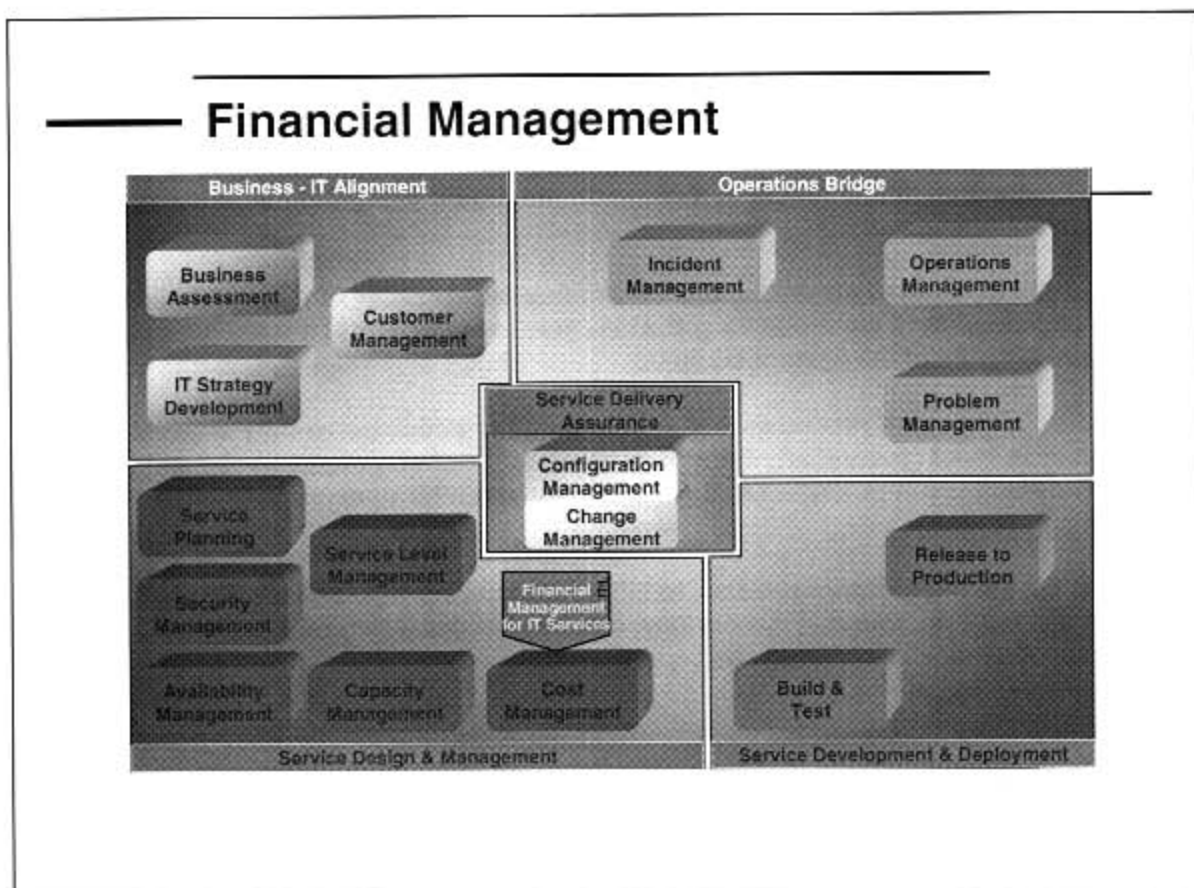 Financial Management
Business - IT Alignment
Business
Assessment
Customer
Management
IT Strategy
Development
Operations Bridge
Incident
Management
Operations
Management
Problem
Management
Service Delivery
Assurance
Configuration
Management
Change
Management
Service
Planning
Service Level
Management
Security
Management
Financial
Management
for IT Services
Availability
Management
Capacity
Management
Cost
Management
Service Design & Management
Release to
Production
Build &
Test
Service Development & Deployment